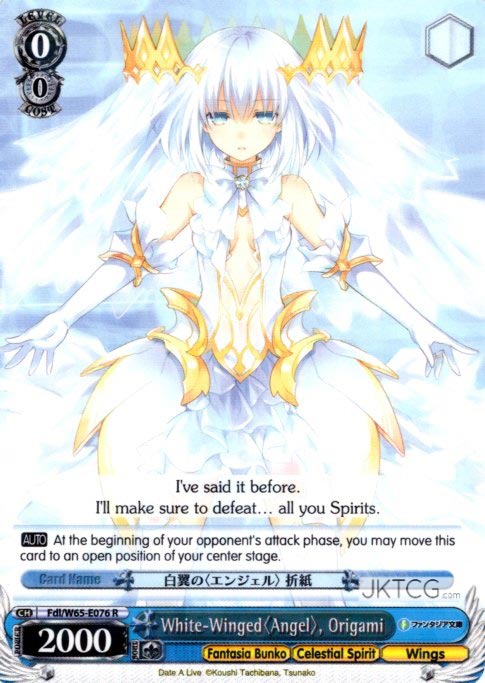 LEVEL
0
0
COST
I've said it before.
I'll make sure to defeat... all you Spirits.
AUTO At the beginning of your opponent's attack phase, you may move this
card to an open position of your center stage.
Card Name 白翼の〈エンジェル〉 折紙
JKTCG.com
CH Fdl/W65-E076 R
POWER 2000 SOUL White-Winged〈Angel〉, Origami ファンタジア文庫
Fantasia Bunko Celestial Spirit Wings
Date A Live ©Koushi Tachibana, Tsunako